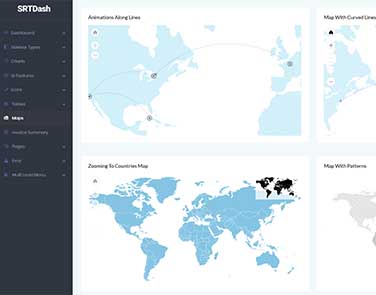 SRTDash
Dashboard
Sidebar Types
Charts
UI Features
Icons
Tables
Maps
Invoice Summary
Pages
Error
Multi Level Menu
Animations Along Lines
Map With Curved Lines
Zooming To Countries Map
Map With Patterns